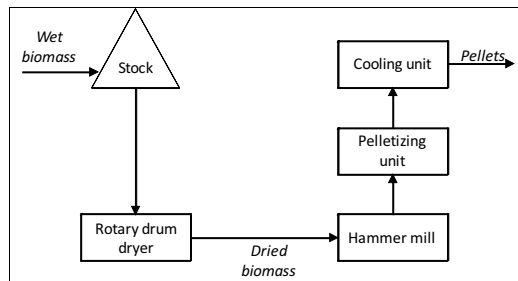 Wet
biomass
Stock
Cooling unit
Pellets
Pelletizing
unit
Rotary drum
dryer
Dried
biomass
Hammer mill